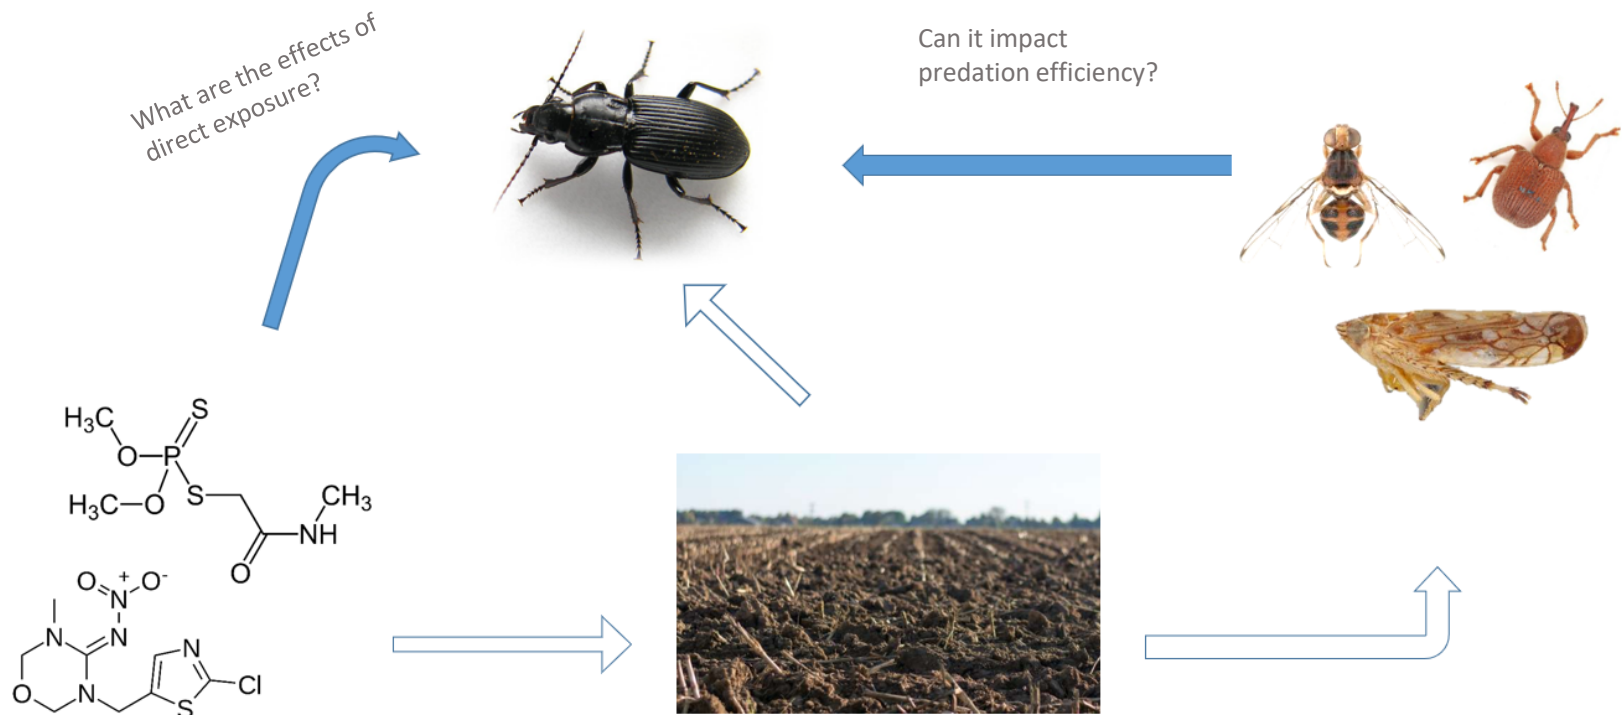 What are the effects of
direct exposure?
Can it impact
predation efficiency?
H₃C
S
O
P
H₃C
O
S
CH₃
NH
O
O
N
+
O
-
N
N
N
O
N
Cl
S